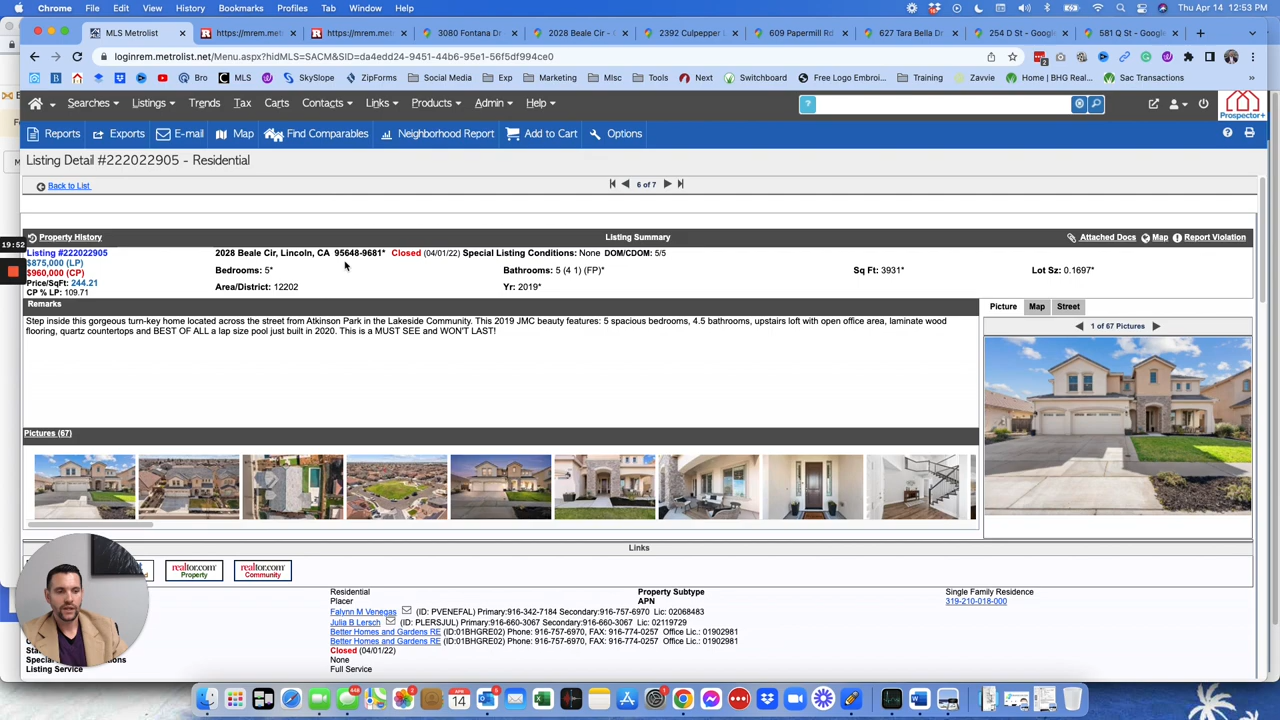 Chrome File Edit View History Bookmarks Profiles Tab Window Help Thu Apr 14 12:53 PM
MLS Metrolist https://mrem.met https://mrem.met 3080 Fontana Dr 2028 Beale Cir - 2392 Culpepper L 609 Papermill Rd 627 Tara Bella Dr 254 D St - Google 581 Q St - Google
loginrem.metrolist.net/Menu.aspx?hidMLS=SACM&SID=da4edd24-9451-44b6-95e1-56f5df994ce0
Bro CMLS SkySlope ZipForms Social Media Exp Marketing MIsc Tools Next Switchboard Free Logo Embroi... Training Zavvie Home | BHG Real... Sac Transactions
Searches Listings Trends Tax Carts Contacts Links Products Admin Help
Prospector+
Reports Exports E-mail Map Find Comparables Neighborhood Report Add to Cart Options
Listing Detail #222022905 - Residential
Back to List 6 of 7
Property History Listing Summary Attached Docs Map Report Violation
19:52
Listing #222022905 2028 Beale Cir, Lincoln, CA 95648-9681* Closed (04/01/22) Special Listing Conditions: None DOM/CDOM: 5/5
$875,000 (LP)
$960,000 (CP) Bedrooms: 5* Bathrooms: 5 (4 1) (FP)* Sq Ft: 3931* Lot Sz: 0.1697*
Price/SqFt: 244.21 Area/District: 12202 Yr: 2019*
CP % LP: 109.71
Remarks Picture Map Street
Step inside this gorgeous turn-key home located across the street from Atkinson Park in the Lakeside Community. This 2019 JMC beauty features: 5 spacious bedrooms, 4.5 bathrooms, upstairs loft with open office area, laminate wood
flooring, quartz countertops and BEST OF ALL a lap size pool just built in 2020. This is a MUST SEE and WON'T LAST!
1 of 67 Pictures
Pictures (67)
Links
realtor.com Property realtor.com Community
Residential Property Subtype Single Family Residence
Placer APN 319-210-018-000
Falynn M Venegas (ID: PVENEFAL) Primary:916-342-7184 Secondary:916-757-6970 Lic: 02068483
Julia B Lersch (ID: PLERSJUL) Primary:916-660-3067 Secondary:916-660-3067 Lic: 02119729
Better Homes and Gardens RE (ID:01BHGRE02) Phone: 916-757-6970, FAX: 916-774-0257 Office Lic.: 01902981
Better Homes and Gardens RE (ID:01BHGRE02) Phone: 916-757-6970, FAX: 916-774-0257 Office Lic.: 01902981
Closed (04/01/22)
None
Listing Service Full Service
448 2 APR 14 5 1